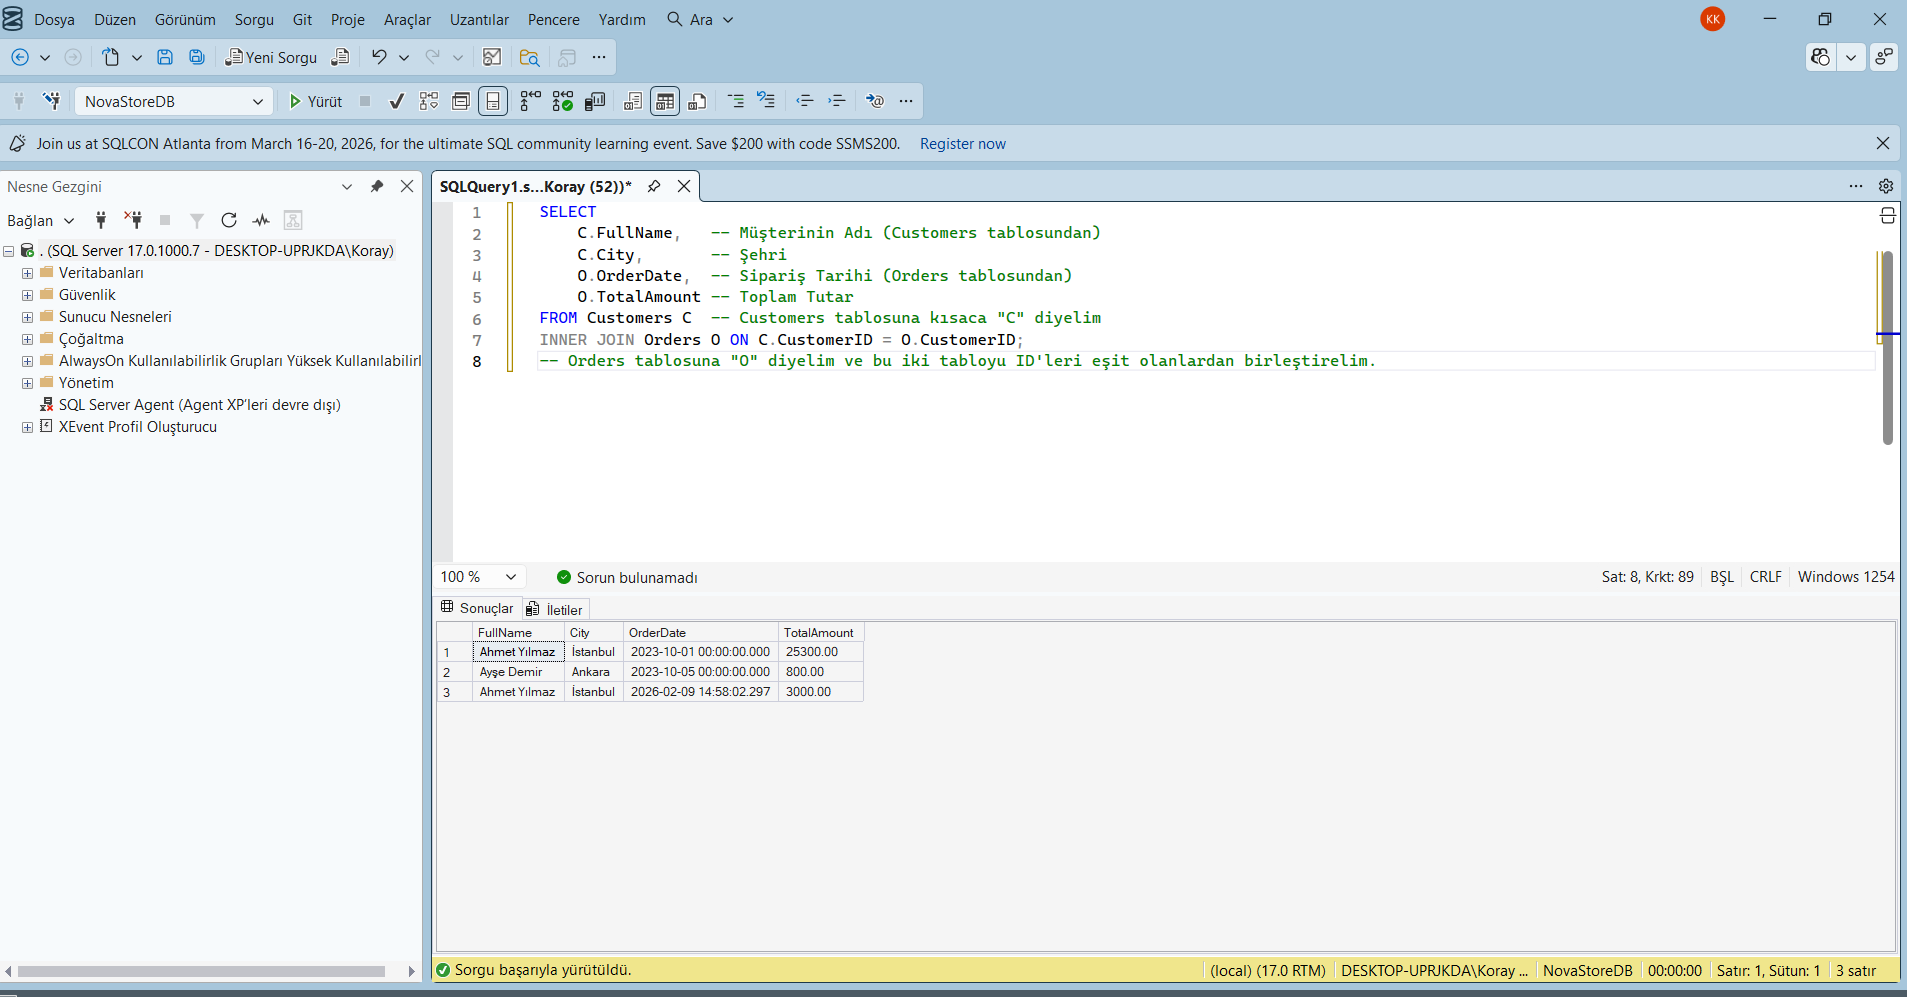 Dosya Düzen Görünüm Sorgu Git Proje Araçlar Uzantılar Pencere Yardım Ara KK
Yeni Sorgu
NovaStoreDB Yürüt
Join us at SQLCON Atlanta from March 16-20, 2026, for the ultimate SQL community learning event. Save $200 with code SSMS200. Register now
Nesne Gezgini
Bağlan
. (SQL Server 17.0.1000.7 - DESKTOP-UPRJKDA\Koray)
Veritabanları
Güvenlik
Sunucu Nesneleri
Çoğaltma
AlwaysOn Kullanılabilirlik Grupları Yüksek Kullanılabilirl
Yönetim
SQL Server Agent (Agent XP'leri devre dışı)
XEvent Profil Oluşturucu
SQLQuery1.s...Koray (52))*
1 SELECT
2 C.FullName, -- Müşterinin Adı (Customers tablosundan)
3 C.City, -- Şehri
4 O.OrderDate, -- Sipariş Tarihi (Orders tablosundan)
5 O.TotalAmount -- Toplam Tutar
6 FROM Customers C -- Customers tablosuna kısaca "C" diyelim
7 INNER JOIN Orders O ON C.CustomerID = O.CustomerID;
8 -- Orders tablosuna "O" diyelim ve bu iki tabloyu ID'leri eşit olanlardan birleştirelim.
100 % Sorun bulunamadı Sat: 8, Krkt: 89 BŞL CRLF Windows 1254
Sonuçlar İletiler
FullName City OrderDate TotalAmount
1 Ahmet Yılmaz İstanbul 2023-10-01 00:00:00.000 25300.00
2 Ayşe Demir Ankara 2023-10-05 00:00:00.000 800.00
3 Ahmet Yılmaz İstanbul 2026-02-09 14:58:02.297 3000.00
Sorgu başarıyla yürütüldü. (local) (17.0 RTM) DESKTOP-UPRJKDA\Koray ... NovaStoreDB 00:00:00 Satır: 1, Sütun: 1 3 satır